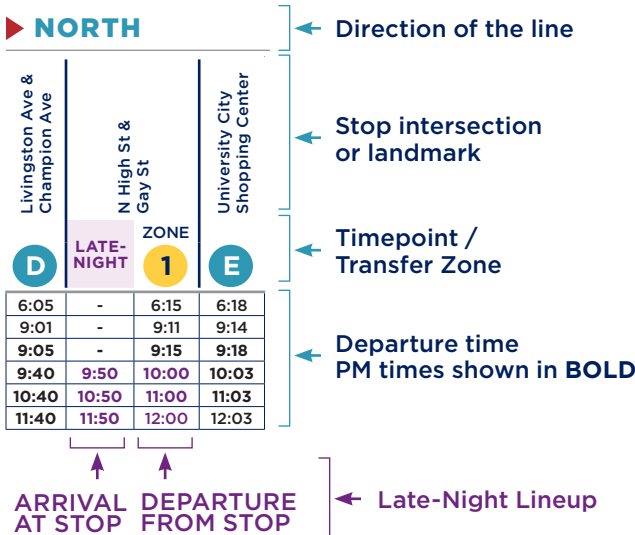 NORTH
Direction of the line
Livingston Ave &
Champion Ave
N High St &
Gay St
University City
Shopping Center
Stop intersection
or landmark
D
LATE-
NIGHT
ZONE
1
E
Timepoint /
Transfer Zone
6:05 - 6:15 6:18
9:01 - 9:11 9:14
9:05 - 9:15 9:18
9:40 9:50 10:00 10:03
10:40 10:50 11:00 11:03
11:40 11:50 12:00 12:03
Departure time
PM times shown in BOLD
ARRIVAL
AT STOP
DEPARTURE
FROM STOP
Late-Night Lineup